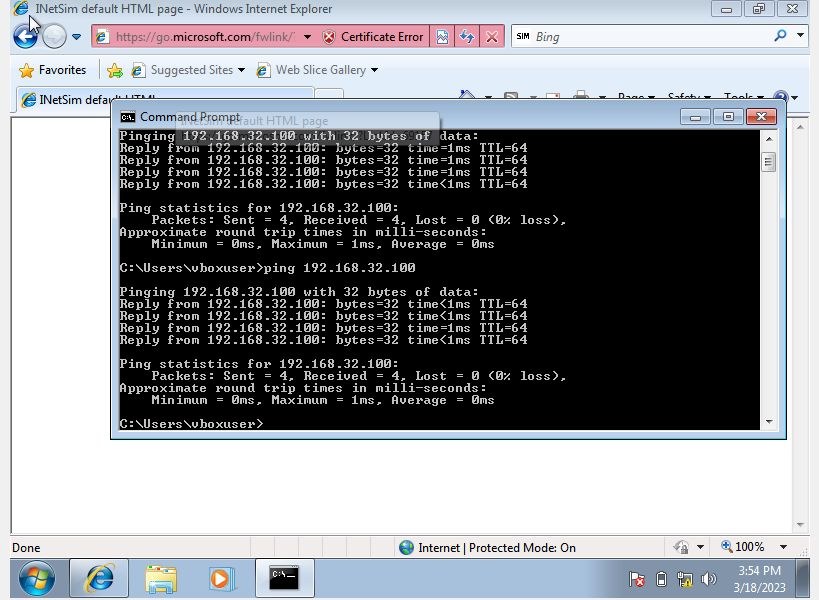 INetSim default HTML page - Windows Internet Explorer
https://go.microsoft.com/fwlink/
Certificate Error
SIM Bing
Favorites
Suggested Sites
Web Slice Gallery
INetSim default HTML
Page
Safety
Tools
Command Prompt
INetSim default HTML page
Pinging 192.168.32.100 with 32 bytes of data:
Reply from 192.168.32.100: bytes=32 time=1ms TTL=64
Reply from 192.168.32.100: bytes=32 time<1ms TTL=64
Reply from 192.168.32.100: bytes=32 time=1ms TTL=64
Reply from 192.168.32.100: bytes=32 time<1ms TTL=64
Ping statistics for 192.168.32.100:
Packets: Sent = 4, Received = 4, Lost = 0 (0% loss),
Approximate round trip times in milli-seconds:
Minimum = 0ms, Maximum = 1ms, Average = 0ms
C:\Users\vboxuser>ping 192.168.32.100
Pinging 192.168.32.100 with 32 bytes of data:
Reply from 192.168.32.100: bytes=32 time<1ms TTL=64
Reply from 192.168.32.100: bytes=32 time<1ms TTL=64
Reply from 192.168.32.100: bytes=32 time=1ms TTL=64
Reply from 192.168.32.100: bytes=32 time<1ms TTL=64
Ping statistics for 192.168.32.100:
Packets: Sent = 4, Received = 4, Lost = 0 (0% loss),
Approximate round trip times in milli-seconds:
Minimum = 0ms, Maximum = 1ms, Average = 0ms
C:\Users\vboxuser>
Done
Internet | Protected Mode: On
100%
3:54 PM
3/18/2023